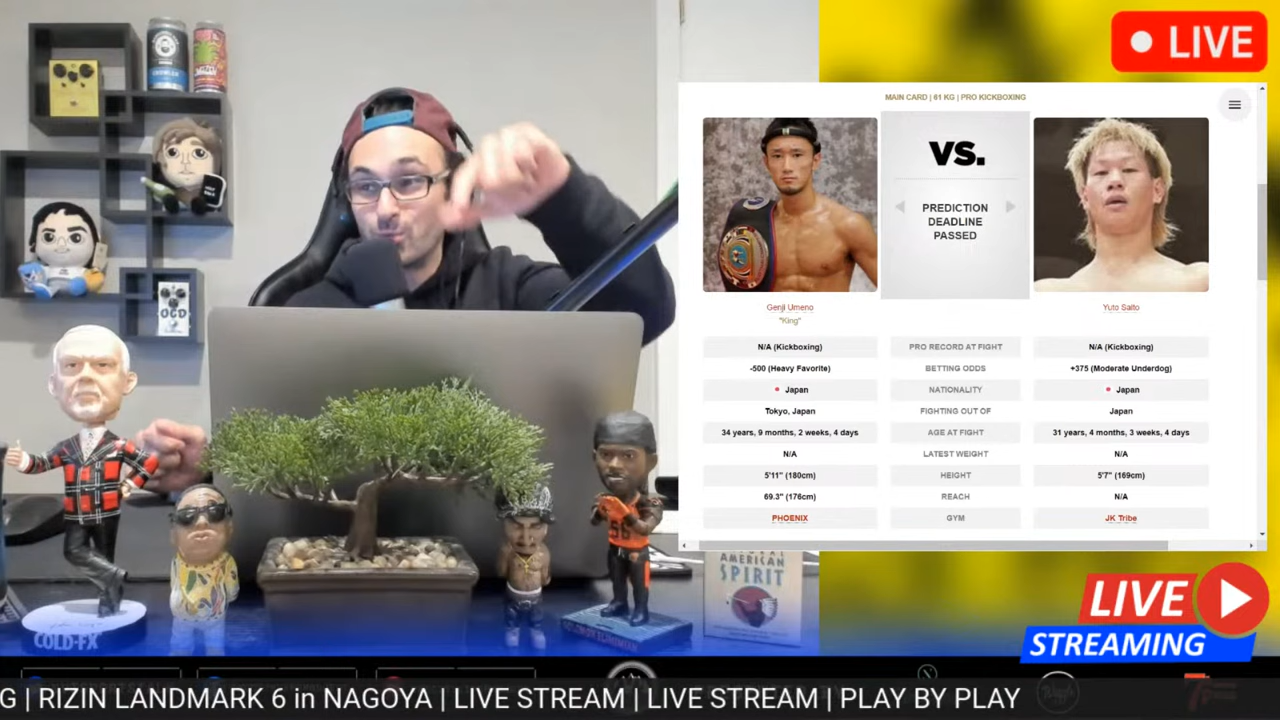 LIVE
MAIN CARD | 61 KG | PRO KICKBOXING
VS.
PREDICTION
DEADLINE
PASSED
Genji Umeno
"King"
Yuto Saito
N/A (Kickboxing) PRO RECORD AT FIGHT N/A (Kickboxing)
-500 (Heavy Favorite) BETTING ODDS +375 (Moderate Underdog)
Japan NATIONALITY Japan
Tokyo, Japan FIGHTING OUT OF Japan
34 years, 9 months, 2 weeks, 4 days AGE AT FIGHT 31 years, 4 months, 3 weeks, 4 days
N/A LATEST WEIGHT N/A
5'11" (180cm) HEIGHT 5'7" (169cm)
69.3" (176cm) REACH N/A
PHOENIX GYM JK Tribe
OCD
AMERICAN
SPIRIT
COLD-FX
LIVE
STREAMING
G | RIZIN LANDMARK 6 in NAGOYA | LIVE STREAM | LIVE STREAM | PLAY BY PLAY